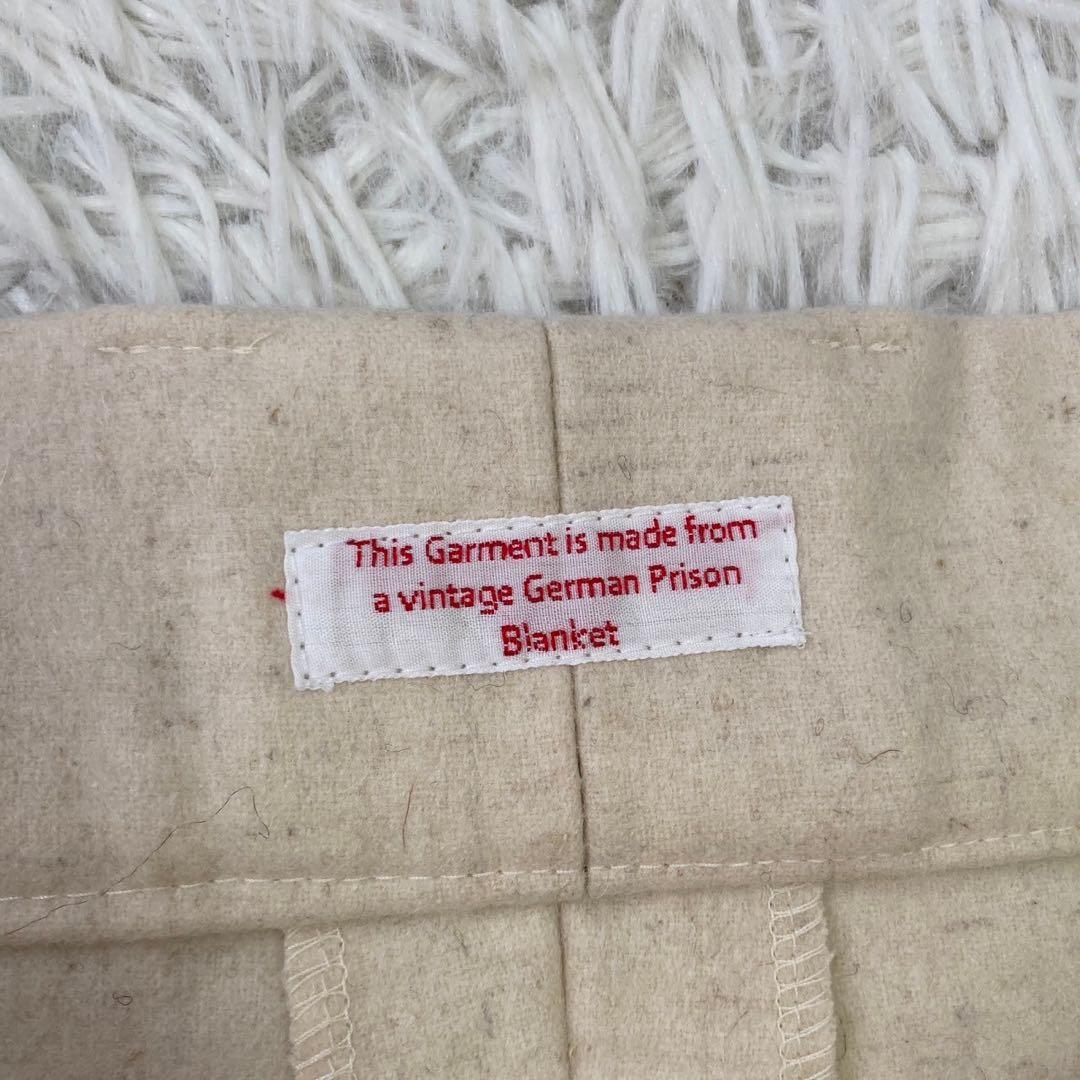 This Garment is made from
a vintage German Prison
Blanket